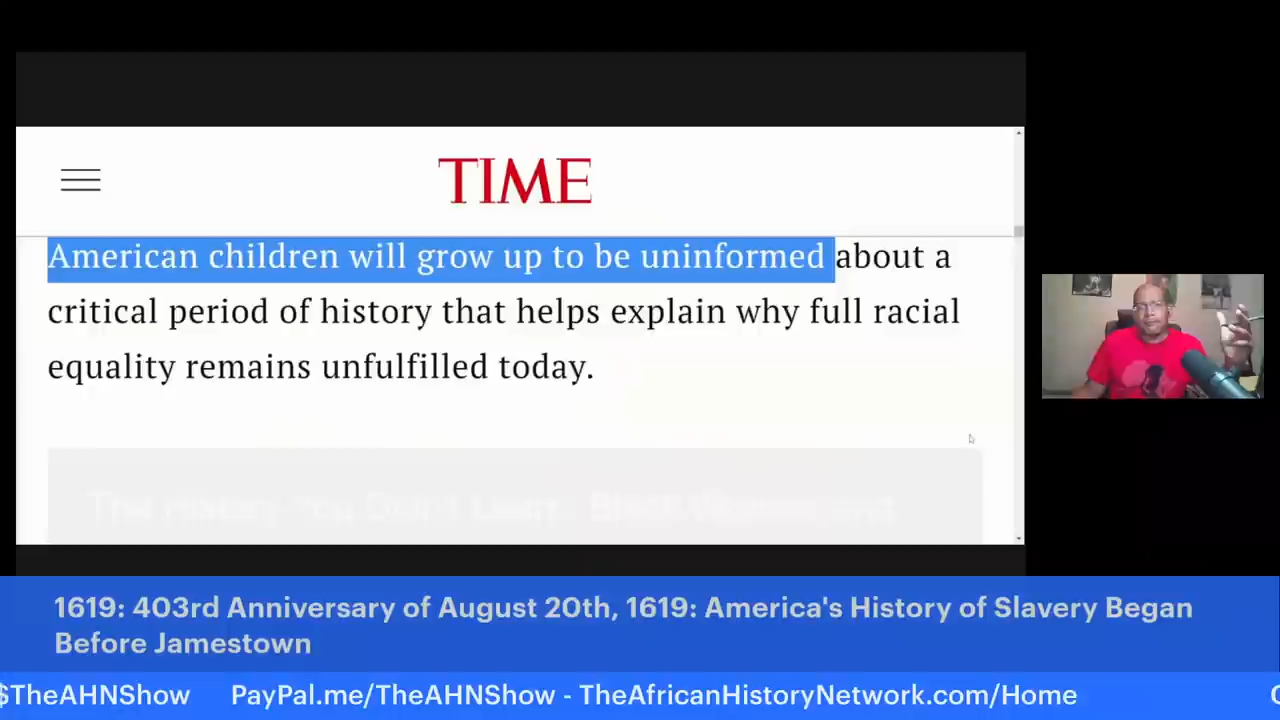 TIME
American children will grow up to be uninformed about a
critical period of history that helps explain why full racial
equality remains unfulfilled today.
1619: 403rd Anniversary of August 20th, 1619: America's History of Slavery Began
Before Jamestown
$TheAHNShow PayPal.me/TheAHNShow - TheAfricanHistoryNetwork.com/Home